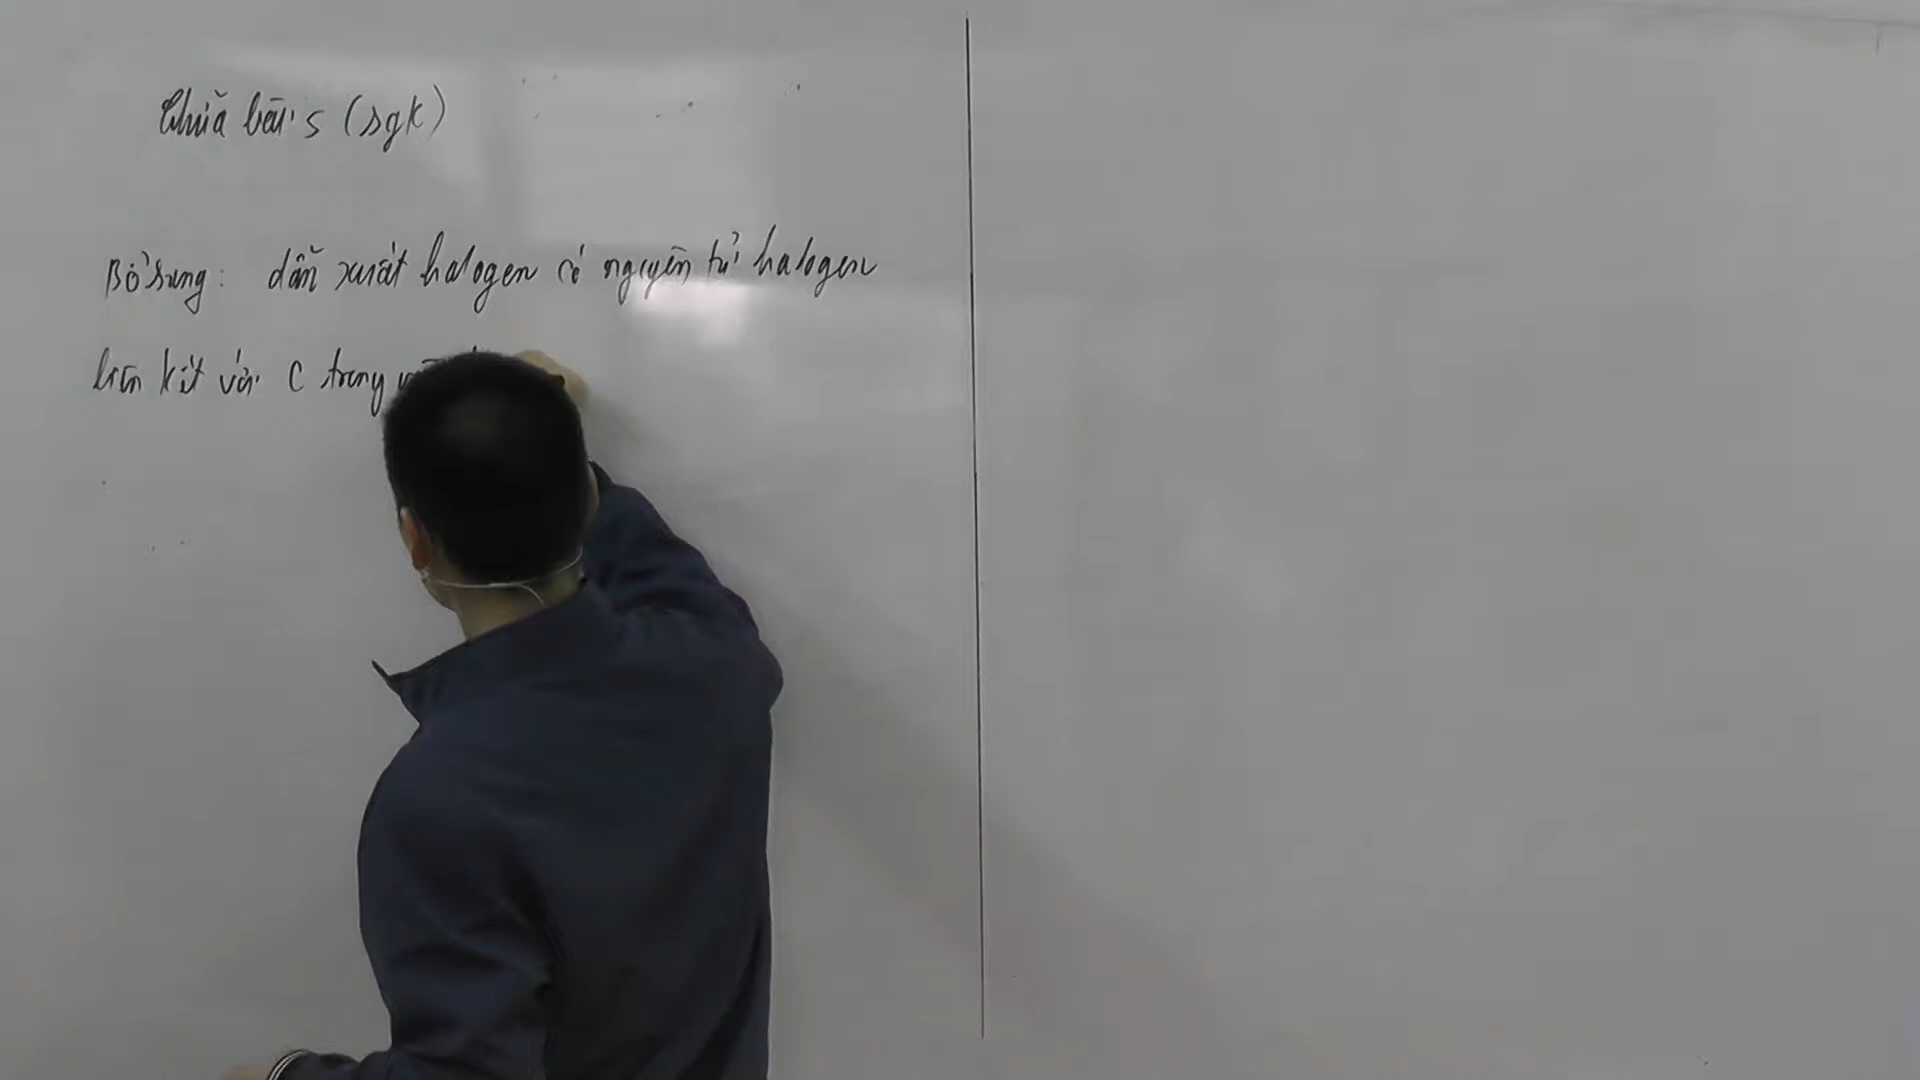 Chữa bài 5 (sgk)
Bổ sung: dẫn xuất halogen có nguyên tử halogen
liên kết với C trong